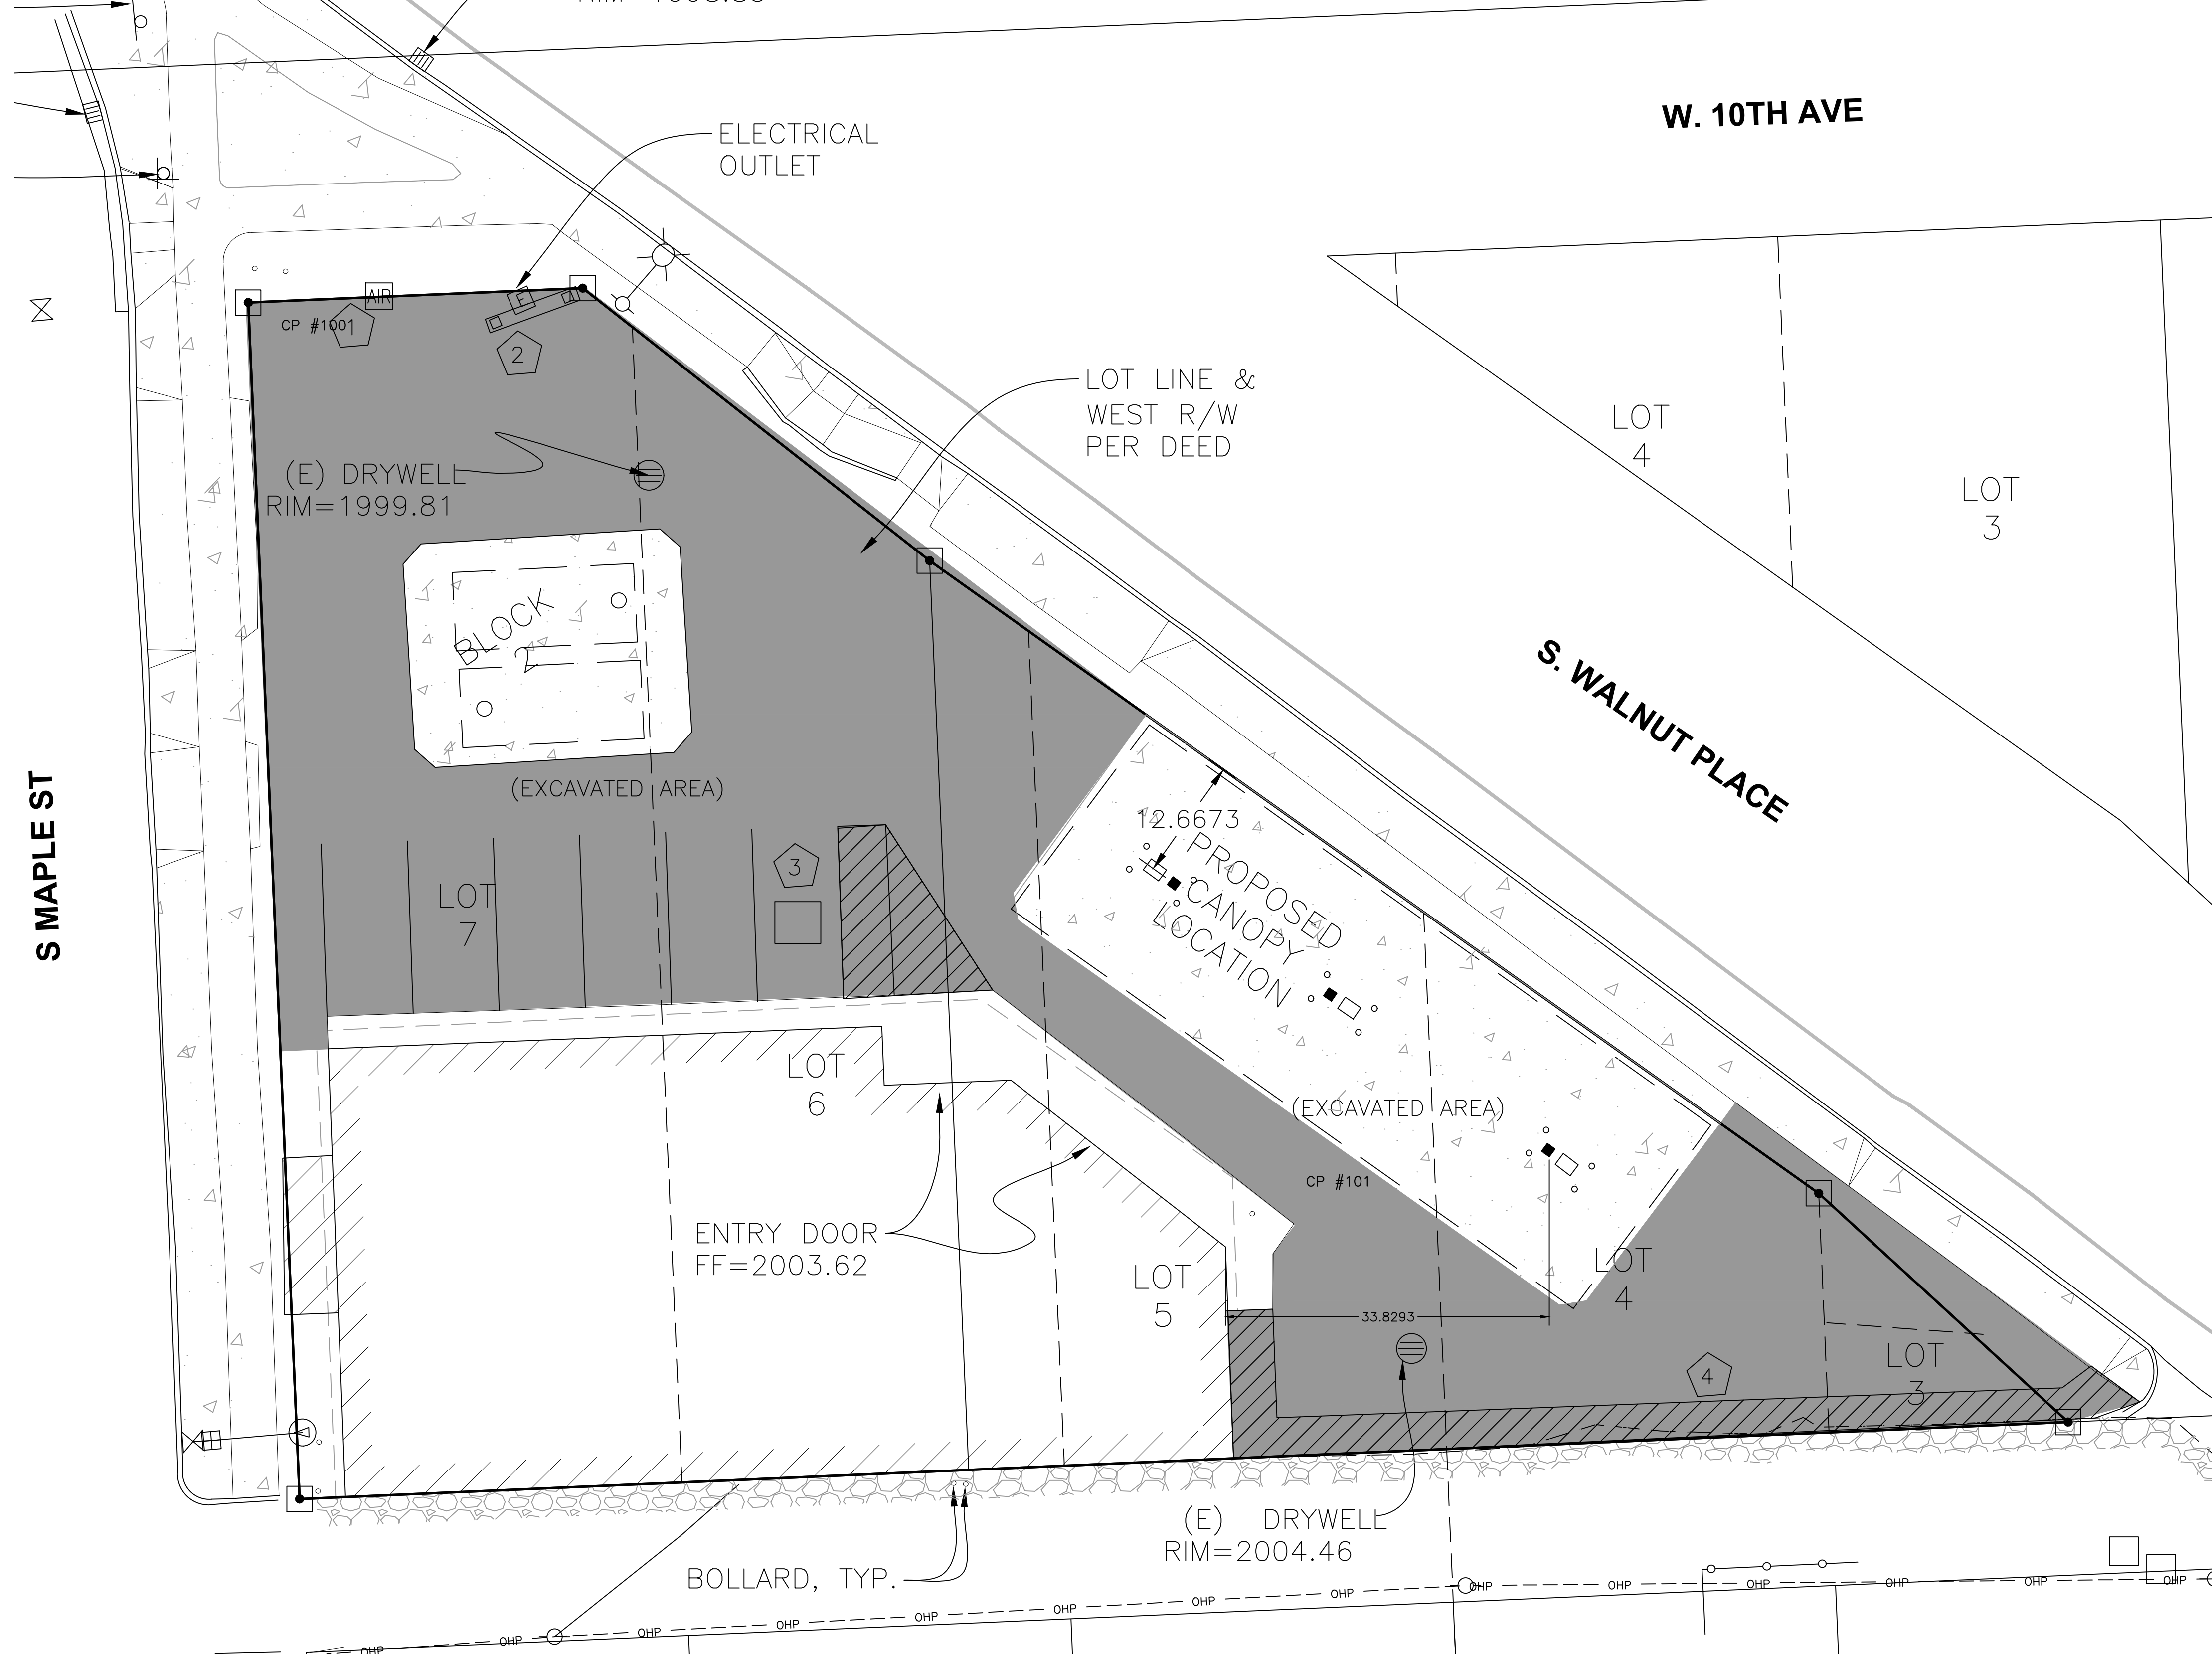 W. 10TH AVE
ELECTRICAL
OUTLET
AIR
E
CP #1001
1
2
LOT LINE &
WEST R/W
PER DEED
LOT
4
LOT
3
(E) DRYWELL
RIM=1999.81
BLOCK
2
S. WALNUT PLACE
(EXCAVATED AREA)
12.6673
PROPOSED
CANOPY
LOCATION
S MAPLE ST
3
LOT
7
LOT
6
(EXCAVATED AREA)
CP #101
ENTRY DOOR
FF=2003.62
LOT
5
LOT
4
33.8293
LOT
3
4
(E) DRYWELL
RIM=2004.46
BOLLARD, TYP.
OHP
OHP
OHP
OHP
OHP
OHP
OHP
OHP
OHP
OHP
OHP
OHP
OHP
OHP